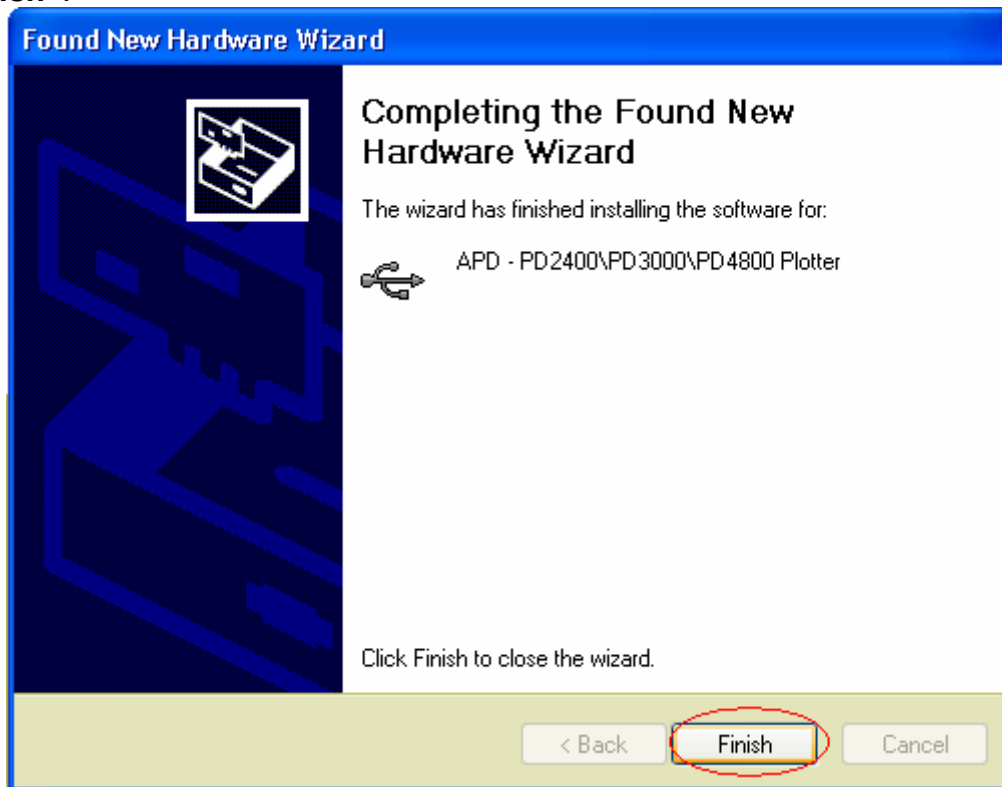 Found New Hardware Wizard
Completing the Found New
Hardware Wizard
The wizard has finished installing the software for:
APD - PD2400\PD3000\PD4800 Plotter
Click Finish to close the wizard.
< Back
Finish
Cancel